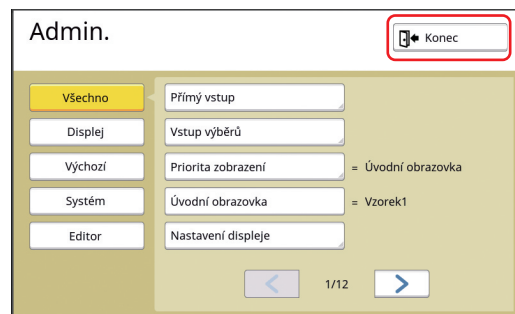 Admin.
Konec
Všechno
Přímý vstup
Displej
Vstup výběrů
Výchozí
Priorita zobrazení = Úvodní obrazovka
Systém
Úvodní obrazovka = Vzorek1
Editor
Nastavení displeje
< 1/12 >